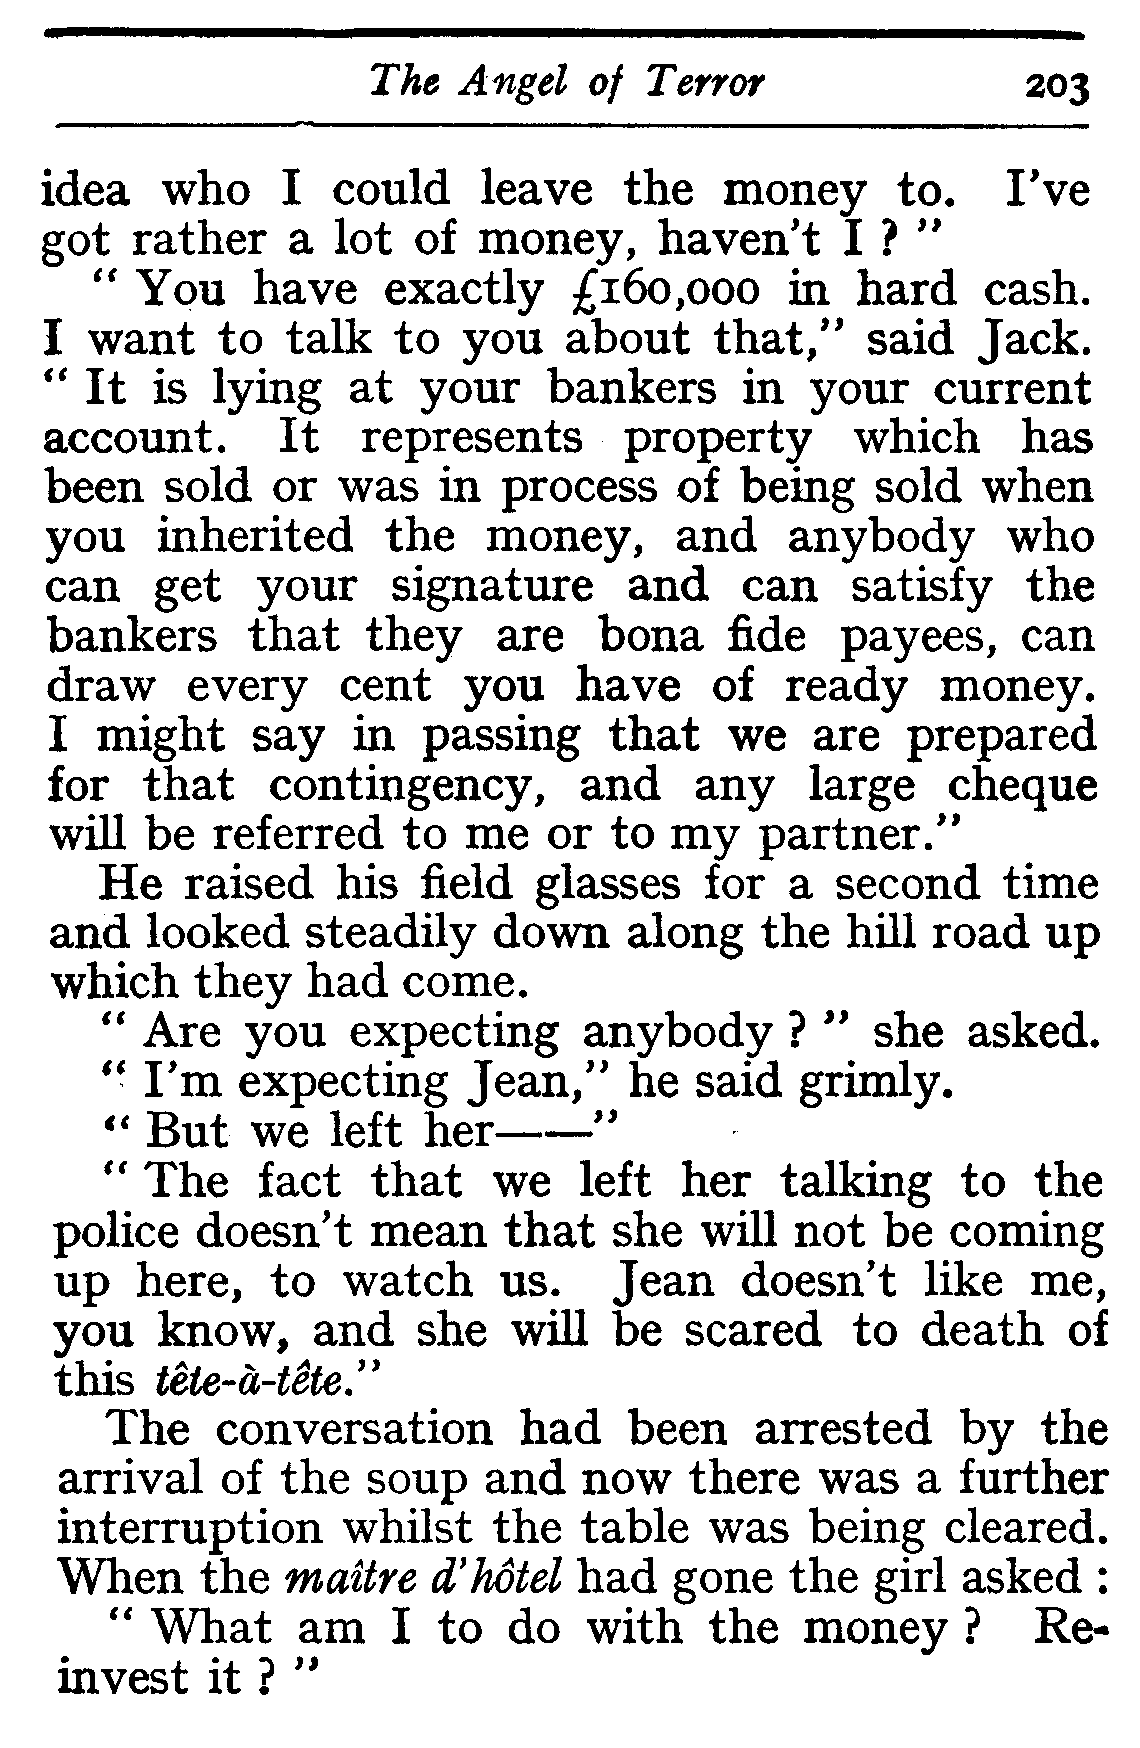 The Angel of Terror 203
idea who I could leave the money to. I've
got rather a lot of money, haven't I ? "
" You have exactly £160,000 in hard cash.
I want to talk to you about that," said Jack.
" It is lying at your bankers in your current
account. It represents property which has
been sold or was in process of being sold when
you inherited the money, and anybody who
can get your signature and can satisfy the
bankers that they are bona fide payees, can
draw every cent you have of ready money.
I might say in passing that we are prepared
for that contingency, and any large cheque
will be referred to me or to my partner."
He raised his field glasses for a second time
and looked steadily down along the hill road up
which they had come.
" Are you expecting anybody ? " she asked.
" I'm expecting Jean," he said grimly.
" But we left her——"
" The fact that we left her talking to the
police doesn't mean that she will not be coming
up here, to watch us. Jean doesn't like me,
you know, and she will be scared to death of
this tête-à-tête."
The conversation had been arrested by the
arrival of the soup and now there was a further
interruption whilst the table was being cleared.
When the maître d'hôtel had gone the girl asked :
" What am I to do with the money ? Re-
invest it ? "